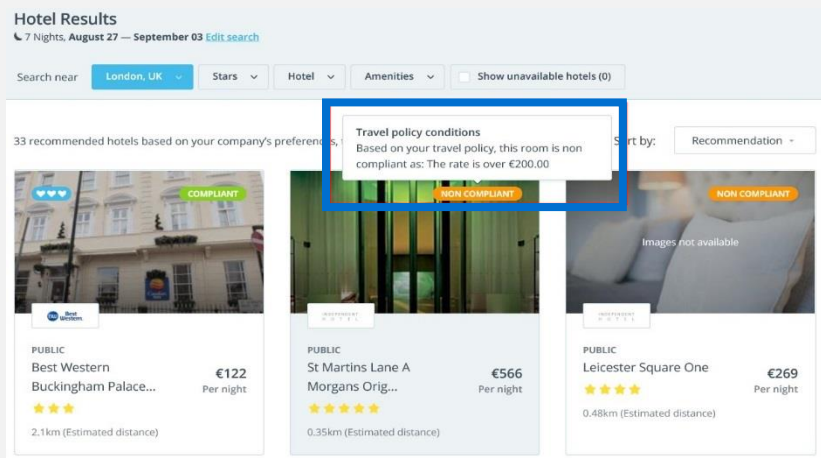 Hotel Results
7 Nights, August 27 — September 03 Edit search
Search near
London, UK
Stars
Hotel
Amenities
Show unavailable hotels (0)
33 recommended hotels based on your company's preferences,
Travel policy conditions
Based on your travel policy, this room is non
compliant as: The rate is over €200.00
Sort by:
Recommendation
COMPLIANT
Best
Western
PUBLIC
Best Western
Buckingham Palace...
€122
Per night
2.1km (Estimated distance)
NON COMPLIANT
INDEPENDENT
HOTEL
PUBLIC
St Martins Lane A
Morgans Orig...
€566
Per night
0.35km (Estimated distance)
NON COMPLIANT
Images not available
INDEPENDENT
HOTEL
PUBLIC
Leicester Square One
€269
Per night
0.48km (Estimated distance)